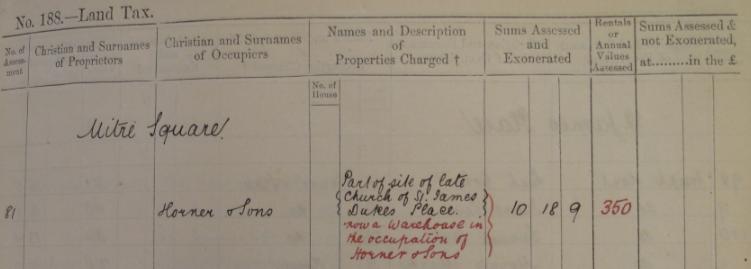 No. 188.—Land Tax.
No. of Assessment
Christian and Surnames of Proprietors
Christian and Surnames of Occupiers
Names and Description of Properties Charged †
Sums Assessed and Exonerated
Rentals or Annual Values Assessed
Sums Assessed & not Exonerated, at.........in the £
No. of House
Mitre Square
81 Horner & Sons
Part of site of late
Church of St. James
Dukes Place.
now a Warehouse in
the occupation of
Horner & Sons
10 18 9 350